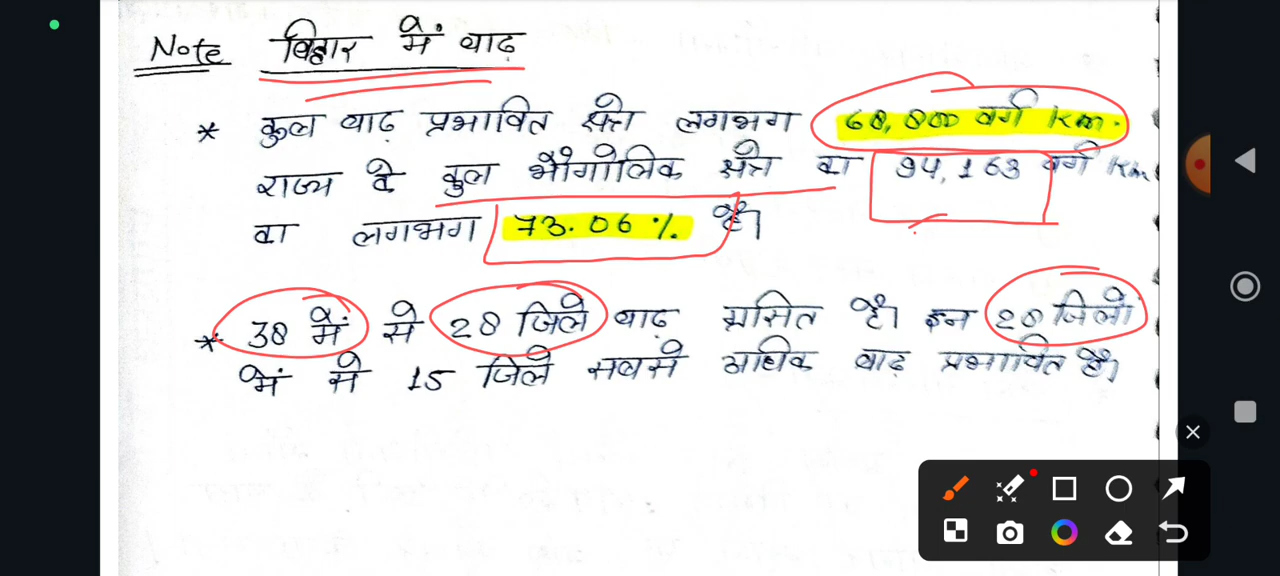 Note बिहार में बाढ़
* कुल बाढ़ प्रभावित क्षेत्र लगभग 68,800 वर्ग km.
राज्य के कुल भौगोलिक क्षेत्र का 94,163 वर्ग km
का लगभग 73.06% है।
* 38 में से 28 जिले बाढ़ ग्रसित है। इन 28 जिलों
में से 15 जिले सबसे अधिक बाढ़ प्रभावित है।